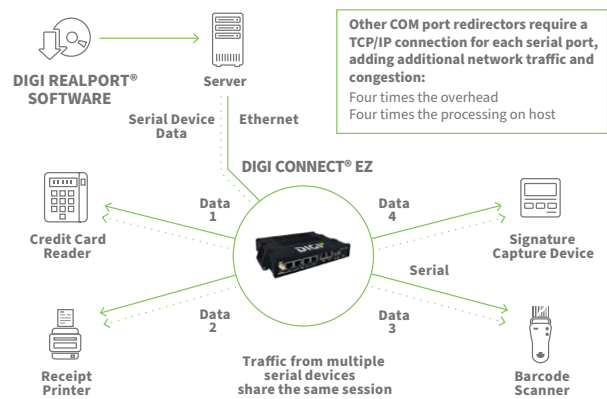 Other COM port redirectors require a
TCP/IP connection for each serial port,
adding additional network traffic and
congestion:
Four times the overhead
Four times the processing on host
DIGI REALPORT®
SOFTWARE
Server
Serial Device
Data
Ethernet
DIGI CONNECT® EZ
Data
1
Data
4
Credit Card
Reader
DIGI
Signature
Capture Device
Serial
Data
2
Data
3
Receipt
Printer
Traffic from multiple
serial devices
share the same session
Barcode
Scanner